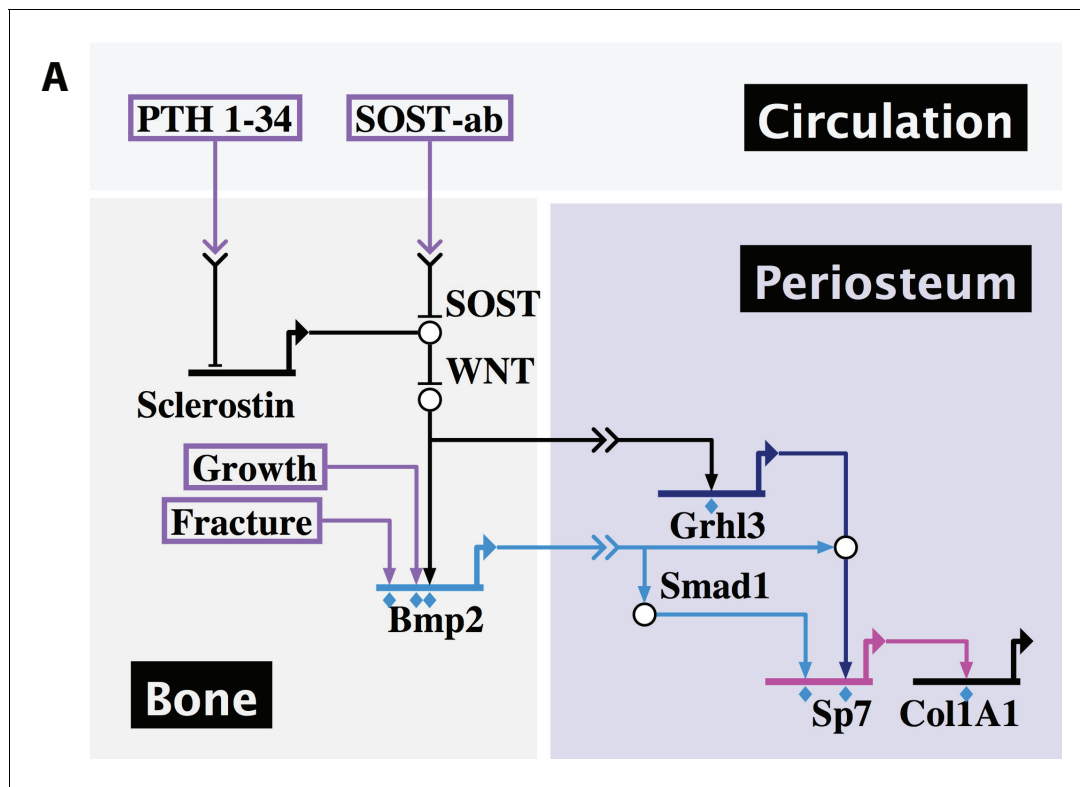 A
PTH 1-34
SOST-ab
Circulation
Periosteum
SOST
WNT
Sclerostin
Growth
Fracture
Grhl3
Smad1
Bmp2
Bone
Sp7
Col1A1